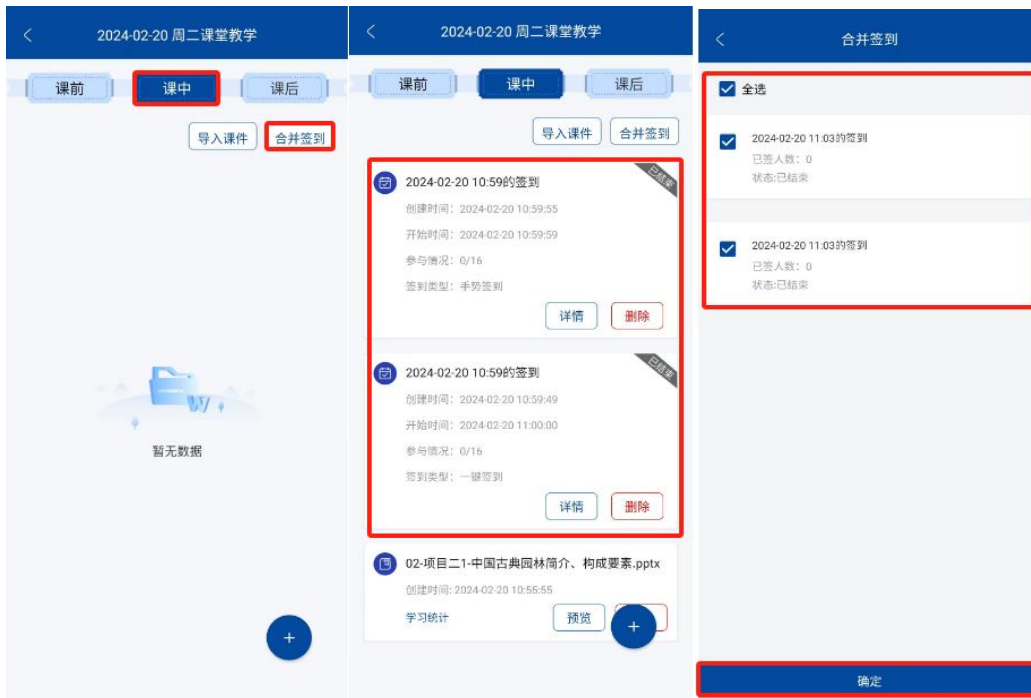 2024-02-20 周二课堂教学
课前
课中
课后
导入课件
合并签到
暂无数据
2024-02-20 周二课堂教学
课前
课中
课后
导入课件
合并签到
2024-02-20 10:59的签到
已结束
创建时间：2024-02-20 10:59:55
开始时间：2024-02-20 10:59:59
参与情况：0/16
签到类型：手势签到
详情
删除
2024-02-20 10:59的签到
已结束
创建时间：2024-02-20 10:59:49
开始时间：2024-02-20 11:00:00
参与情况：0/16
签到类型：一键签到
详情
删除
02-项目二1-中国古典园林简介、构成要素.pptx
创建时间: 2024-02-20 10:55:55
学习统计
预览
合并签到
全选
2024-02-20 11:03的签到
已签人数：0
状态:已结束
2024-02-20 11:03的签到
已签人数：0
状态:已结束
确定